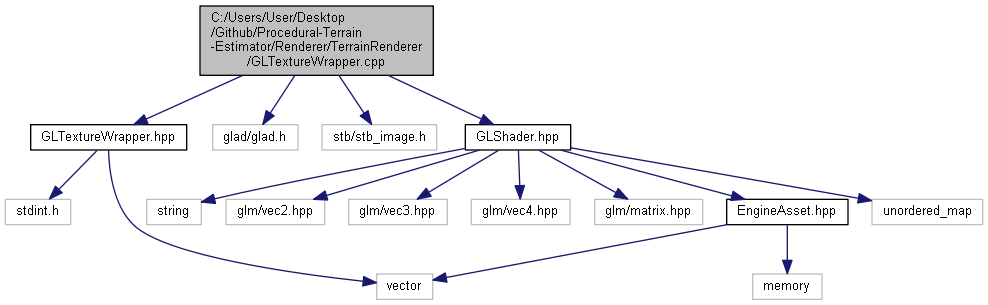 C:/Users/User/Desktop
/Github/Procedural-Terrain
-Estimator/Renderer/TerrainRenderer
/GLTextureWrapper.cpp
GLTextureWrapper.hpp
glad/glad.h
stb/stb_image.h
GLShader.hpp
stdint.h
string
glm/vec2.hpp
glm/vec3.hpp
glm/vec4.hpp
glm/matrix.hpp
EngineAsset.hpp
unordered_map
vector
memory